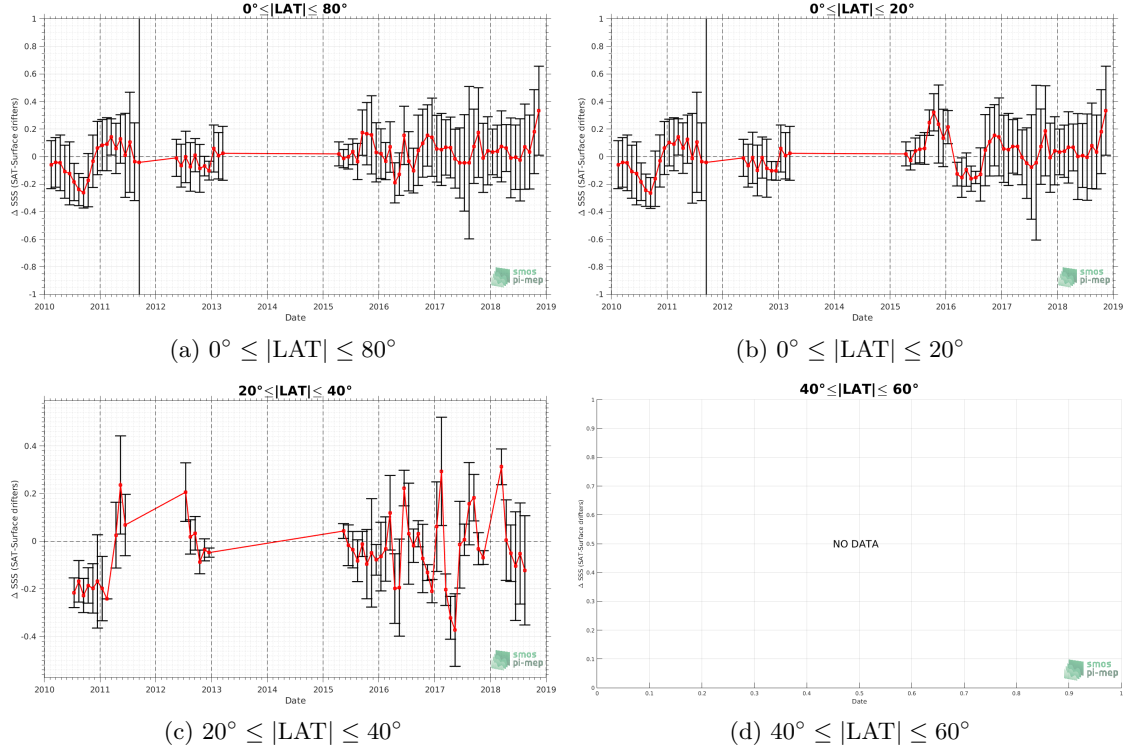 0°≤|LAT|≤ 80°
Δ SSS (SAT-Surface drifters)
1
0.8
0.6
0.4
0.2
0
-0.2
-0.4
-0.6
-0.8
-1
2010 2011 2012 2013 2014 2015 2016 2017 2018 2019
Date
smos
pi-mep
(a) 0° ≤ |LAT| ≤ 80°
0°≤|LAT|≤ 20°
Δ SSS (SAT-Surface drifters)
1
0.8
0.6
0.4
0.2
0
-0.2
-0.4
-0.6
-0.8
-1
2010 2011 2012 2013 2014 2015 2016 2017 2018 2019
Date
smos
pi-mep
(b) 0° ≤ |LAT| ≤ 20°
20°≤|LAT|≤ 40°
Δ SSS (SAT-Surface drifters)
0.4
0.2
0
-0.2
-0.4
2010 2011 2012 2013 2014 2015 2016 2017 2018 2019
Date
smos
pi-mep
(c) 20° ≤ |LAT| ≤ 40°
40°≤|LAT|≤ 60°
Δ SSS (SAT-Surface drifters)
1
0.9
0.8
0.7
0.6
0.5
0.4
0.3
0.2
0.1
0
NO DATA
0 0.1 0.2 0.3 0.4 0.5 0.6 0.7 0.8 0.9 1
Date
smos
pi-mep
(d) 40° ≤ |LAT| ≤ 60°